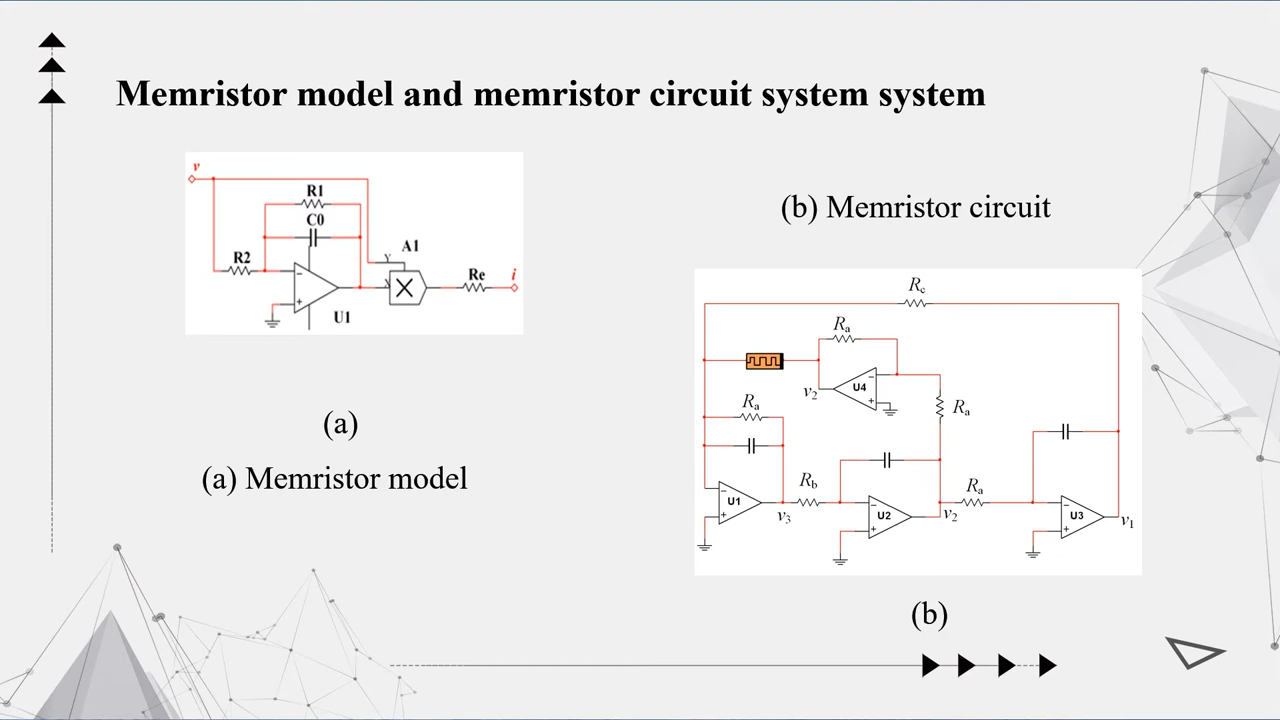 Memristor model and memristor circuit system system
v
R1
C0
R2
A1
Y
X
Re
i
U1
(a)
(a) Memristor model
(b) Memristor circuit
Rc
Ra
v2
U4
Ra
Ra
Rb
Ra
U1
v3
U2
v2
U3
v1
(b)